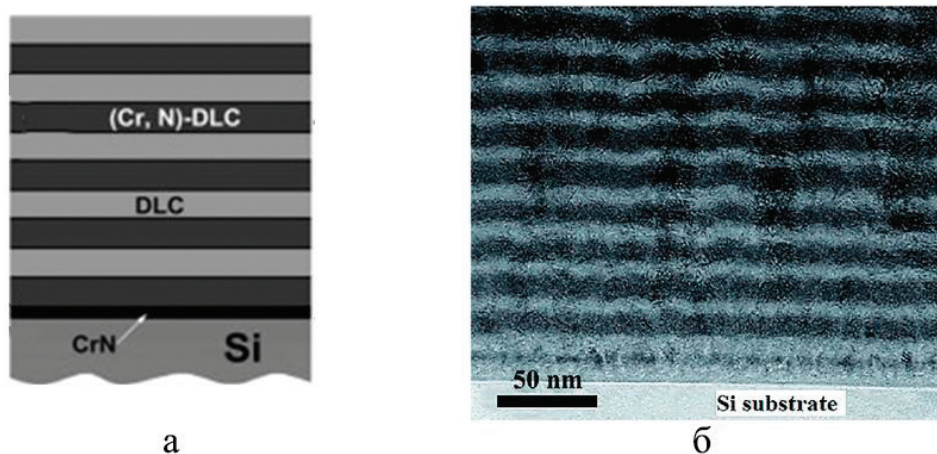 (Cr, N)-DLC
DLC
CrN
Si
50 nm
Si substrate
а
б